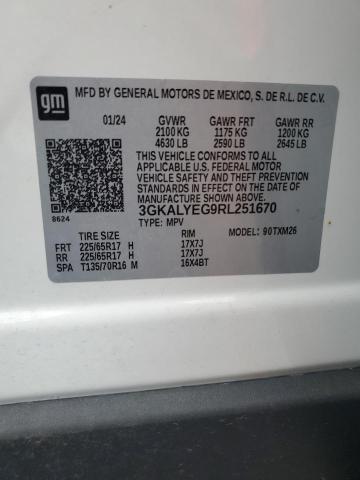 gm
MFD BY GENERAL MOTORS DE MEXICO, S. DE R.L. DE C.V.
01/24 GVWR GAWR FRT GAWR RR
2100 KG 1175 KG 1200 KG
4630 LB 2590 LB 2645 LB
THIS VEHICLE CONFORMS TO ALL
APPLICABLE U.S. FEDERAL MOTOR
VEHICLE SAFETY AND THEFT PREVENTION
STANDARDS IN EFFECT ON THE DATE OF
MANUFACTURE SHOWN ABOVE.
3GKALYEG9RL251670
8624 TYPE: MPV
TIRE SIZE RIM MODEL: 90TXM26
FRT 225/65R17 H 17X7J
RR 225/65R17 H 17X7J
SPA T135/70R16 M 16X4BT